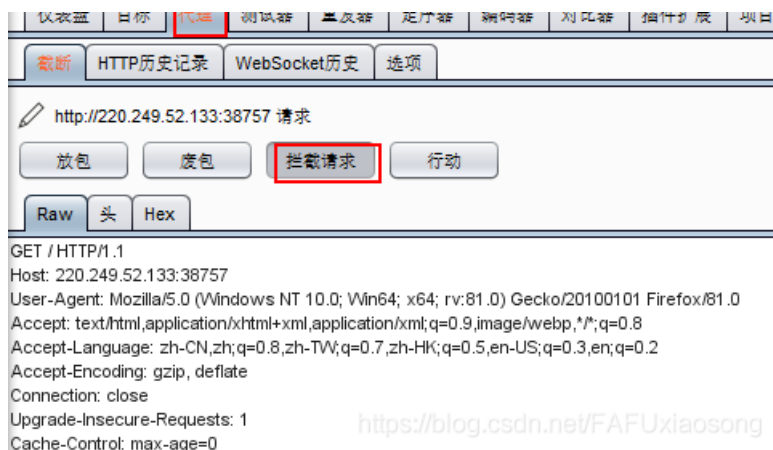 仪表盘 目标 代理 测试器 重发器 定序器 编码器 对比器 插件扩展 项目
截断 HTTP历史记录 WebSocket历史 选项
http://220.249.52.133:38757 请求
放包 废包 拦截请求 行动
Raw 头 Hex
GET / HTTP/1.1
Host: 220.249.52.133:38757
User-Agent: Mozilla/5.0 (Windows NT 10.0; Win64; x64; rv:81.0) Gecko/20100101 Firefox/81.0
Accept: text/html,application/xhtml+xml,application/xml;q=0.9,image/webp,*/*;q=0.8
Accept-Language: zh-CN,zh;q=0.8,zh-TW;q=0.7,zh-HK;q=0.5,en-US;q=0.3,en;q=0.2
Accept-Encoding: gzip, deflate
Connection: close
Upgrade-Insecure-Requests: 1
https://blog.csdn.net/FAFUxiaosong
Cache-Control: max-age=0